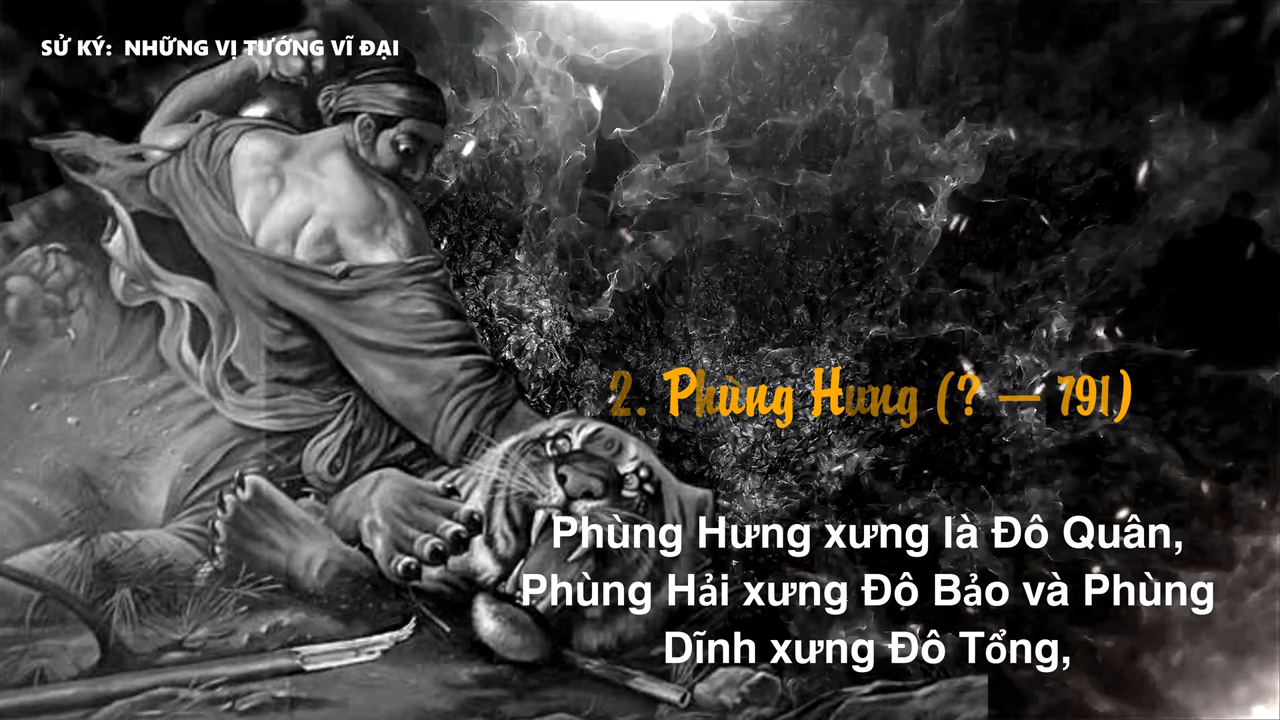 SỬ KÝ: NHỮNG VỊ TƯỚNG VĨ ĐẠI
2. Phùng Hưng (? – 791)
Phùng Hưng xưng là Đô Quân,
Phùng Hải xưng Đô Bảo và Phùng
Dĩnh xưng Đô Tổng,